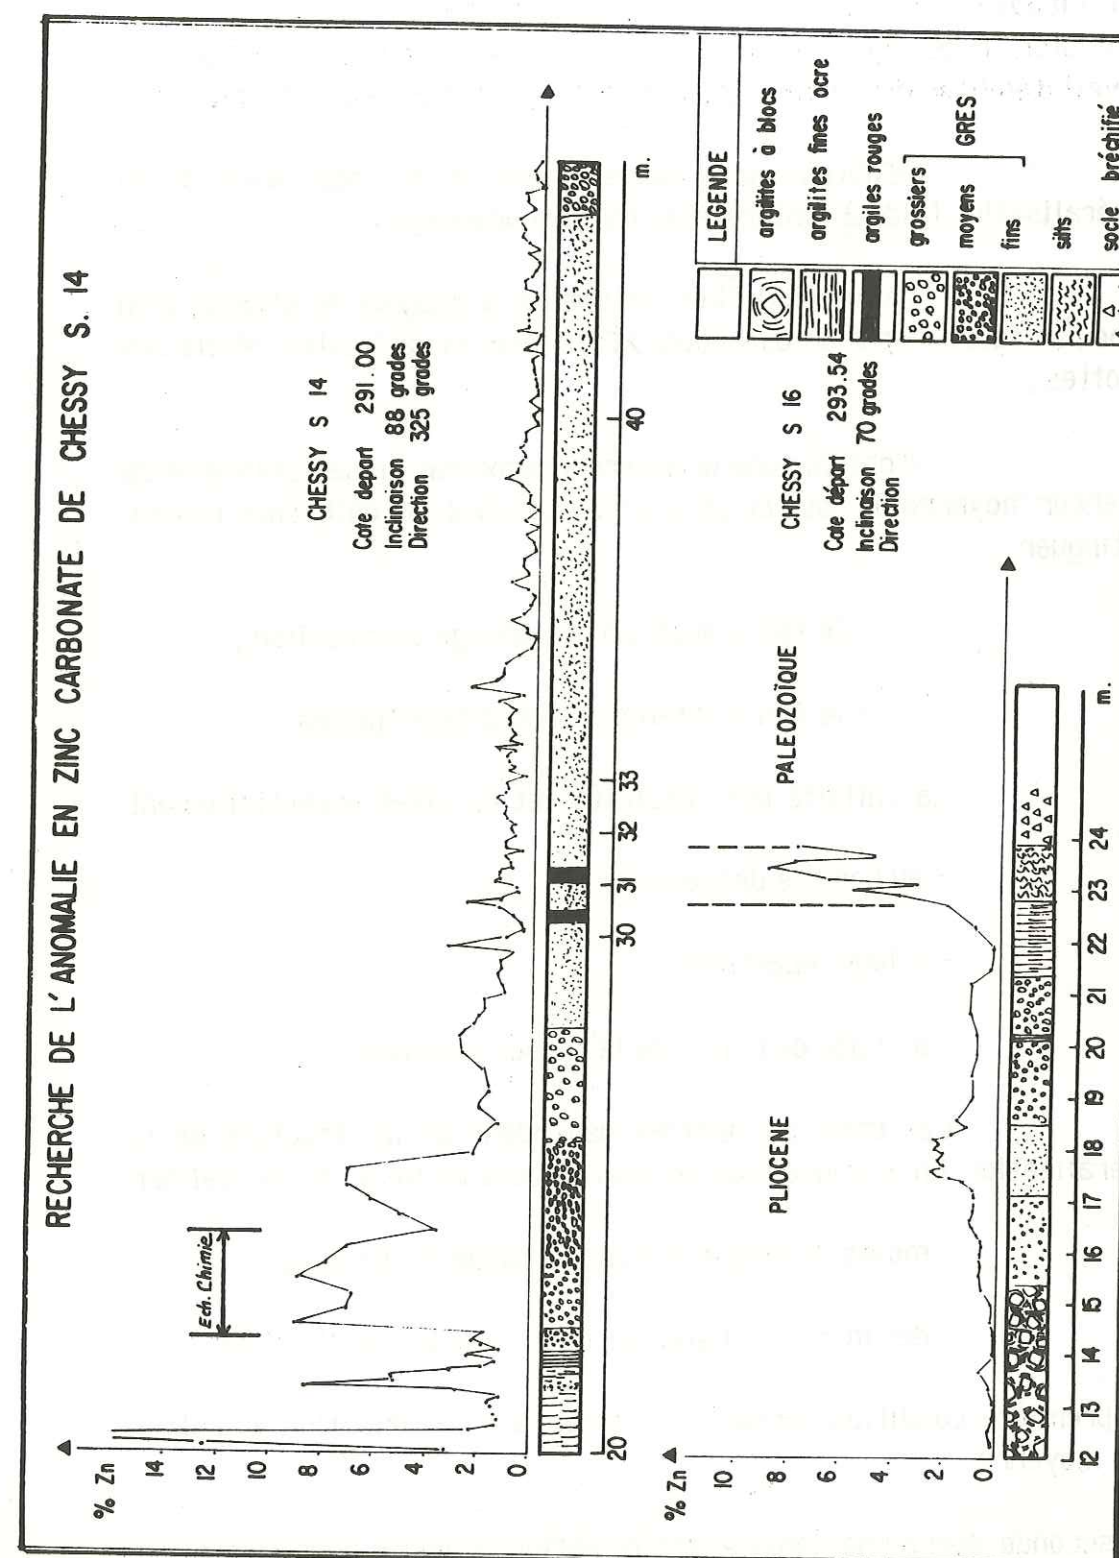 RECHERCHE DE L'ANOMALIE EN ZINC CARBONATE DE CHESSY S. 14
% Zn
14
12
10
8
6
4
2
0
Ech. Chimie
CHESSY S 14
Cote depart 291.00
Inclinaison 88 grades
Direction 325 grades
20
30
31
32
33
40
m.
% Zn
10
8.
6.
4.
2.
0.
PLIOCENE
PALEOZOÏQUE
CHESSY S 16
Cote départ 293.54
Inclinaison 70 grades
Direction
12
13
14
15
16
17
18
19
20
21
22
23
24
m.
LEGENDE
argilites à blocs
argilites fines ocre
argiles rouges
grossiers
moyens
fins
GRES
silts
bréchifié